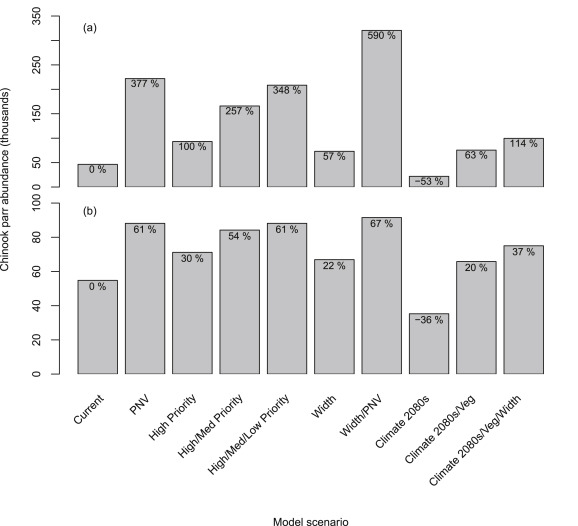 Chinook parr abundance (thousands)
350
250
150
50
0
(a)
0 %
377 %
100 %
257 %
348 %
57 %
590 %
−53 %
63 %
114 %
100
80
60
40
20
0
(b)
0 %
61 %
30 %
54 %
61 %
22 %
67 %
−36 %
20 %
37 %
Current
PNV
High Priority
High/Med Priority
High/Med/Low Priority
Width
Width/PNV
Climate 2080s
Climate 2080s/Veg
Climate 2080s/Veg/Width
Model scenario